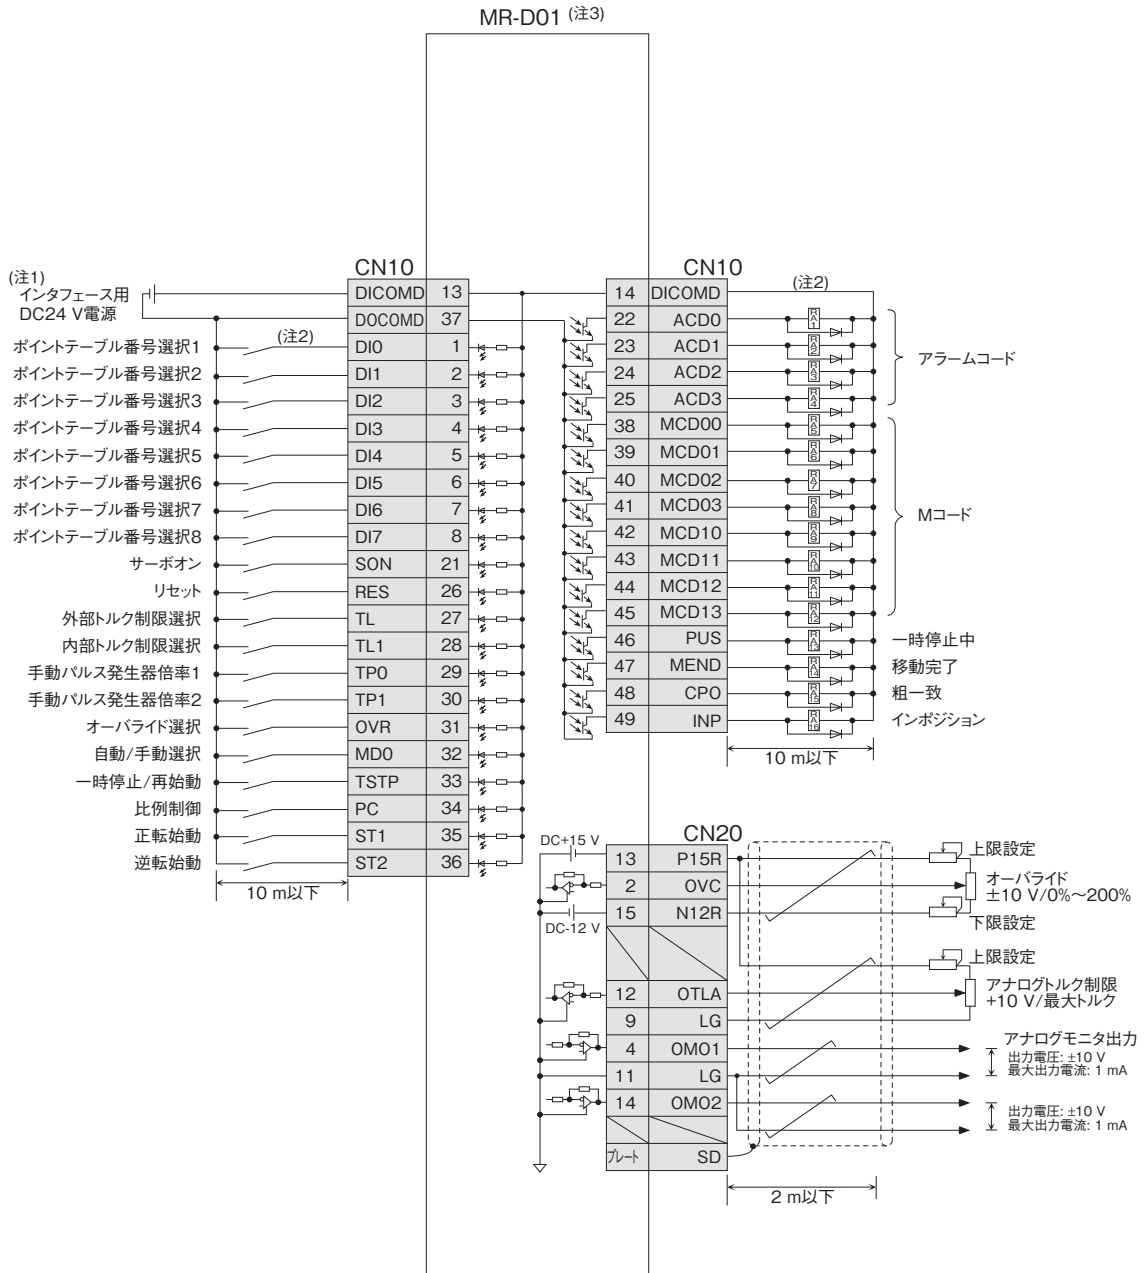 MR-D01 (注3)
(注1)
インタフェース用
DC24 V電源
CN10
DICOMD 13
DOCOMD 37
(注2)
ポイントテーブル番号選択1 DI0 1
ポイントテーブル番号選択2 DI1 2
ポイントテーブル番号選択3 DI2 3
ポイントテーブル番号選択4 DI3 4
ポイントテーブル番号選択5 DI4 5
ポイントテーブル番号選択6 DI5 6
ポイントテーブル番号選択7 DI6 7
ポイントテーブル番号選択8 DI7 8
サーボオン SON 21
リセット RES 26
外部トルク制限選択 TL 27
内部トルク制限選択 TL1 28
手動パルス発生器倍率1 TP0 29
手動パルス発生器倍率2 TP1 30
オーバライド選択 OVR 31
自動/手動選択 MD0 32
一時停止/再始動 TSTP 33
比例制御 PC 34
正転始動 ST1 35
逆転始動 ST2 36
10 m以下
CN10
(注2)
14 DICOMD
22 ACD0 RA1
23 ACD1 RA2
24 ACD2 RA3
25 ACD3 RA4
アラームコード
38 MCD00 RA5
39 MCD01 RA6
40 MCD02 RA7
41 MCD03 RA8
42 MCD10 RA9
43 MCD11 RA10
44 MCD12 RA11
45 MCD13 RA12
Mコード
46 PUS RA13 一時停止中
47 MEND RA14 移動完了
48 CPO RA15 粗一致
49 INP RA16 インポジション
10 m以下
CN20
DC+15 V
13 P15R 上限設定
2 OVC オーバライド
±10 V/0%～200%
15 N12R
DC-12 V
下限設定
上限設定
12 OTLA アナログトルク制限
+10 V/最大トルク
9 LG
アナログモニタ出力
4 OMO1 出力電圧: ±10 V
最大出力電流: 1 mA
11 LG
14 OMO2 出力電圧: ±10 V
最大出力電流: 1 mA
プレート SD
2 m以下